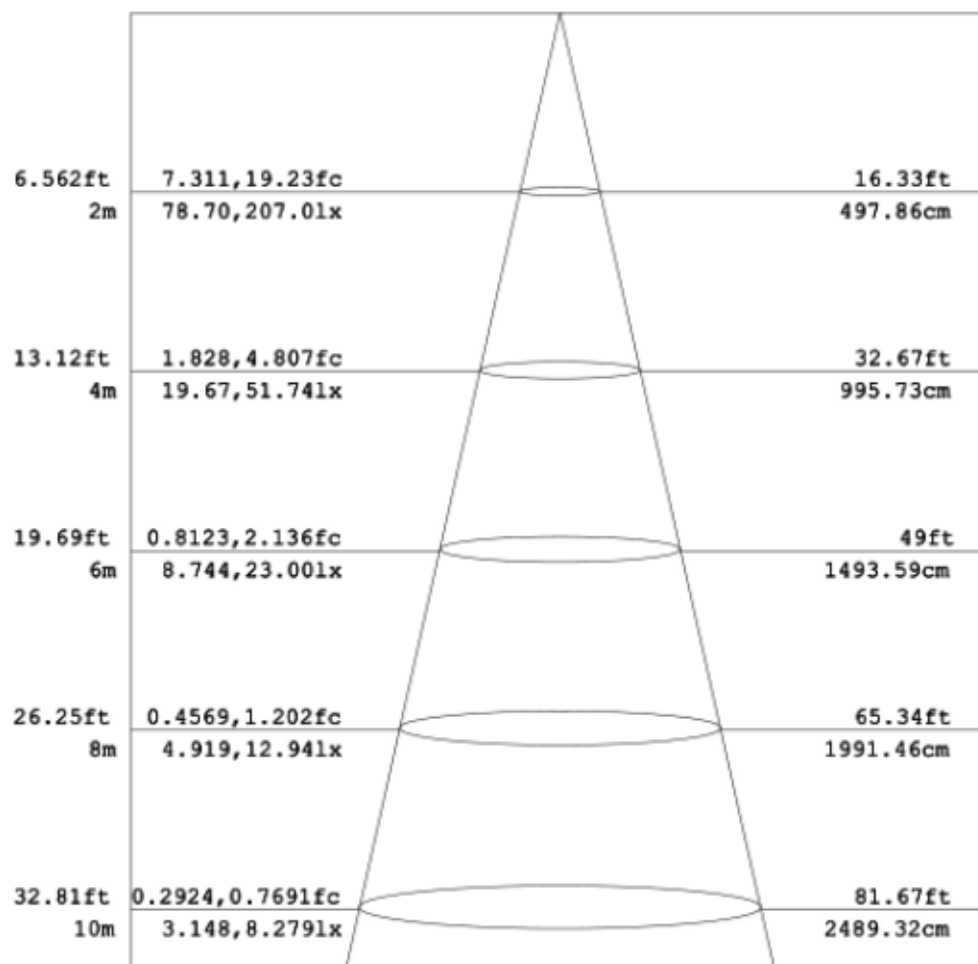 6.562ft 7.311,19.23fc 16.33ft
2m 78.70,207.0lx 497.86cm
13.12ft 1.828,4.807fc 32.67ft
4m 19.67,51.74lx 995.73cm
19.69ft 0.8123,2.136fc 49ft
6m 8.744,23.00lx 1493.59cm
26.25ft 0.4569,1.202fc 65.34ft
8m 4.919,12.94lx 1991.46cm
32.81ft 0.2924,0.7691fc 81.67ft
10m 3.148,8.279lx 2489.32cm